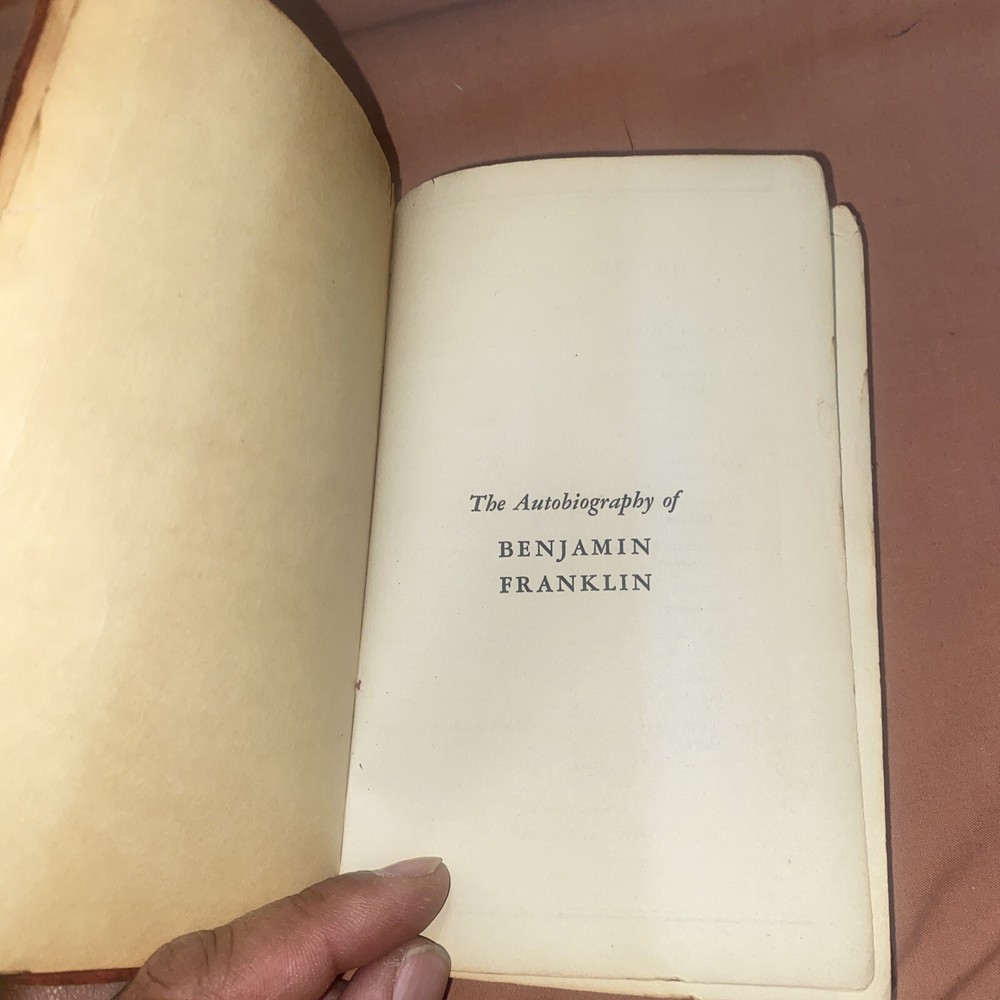 The Autobiography of
BENJAMIN
FRANKLIN